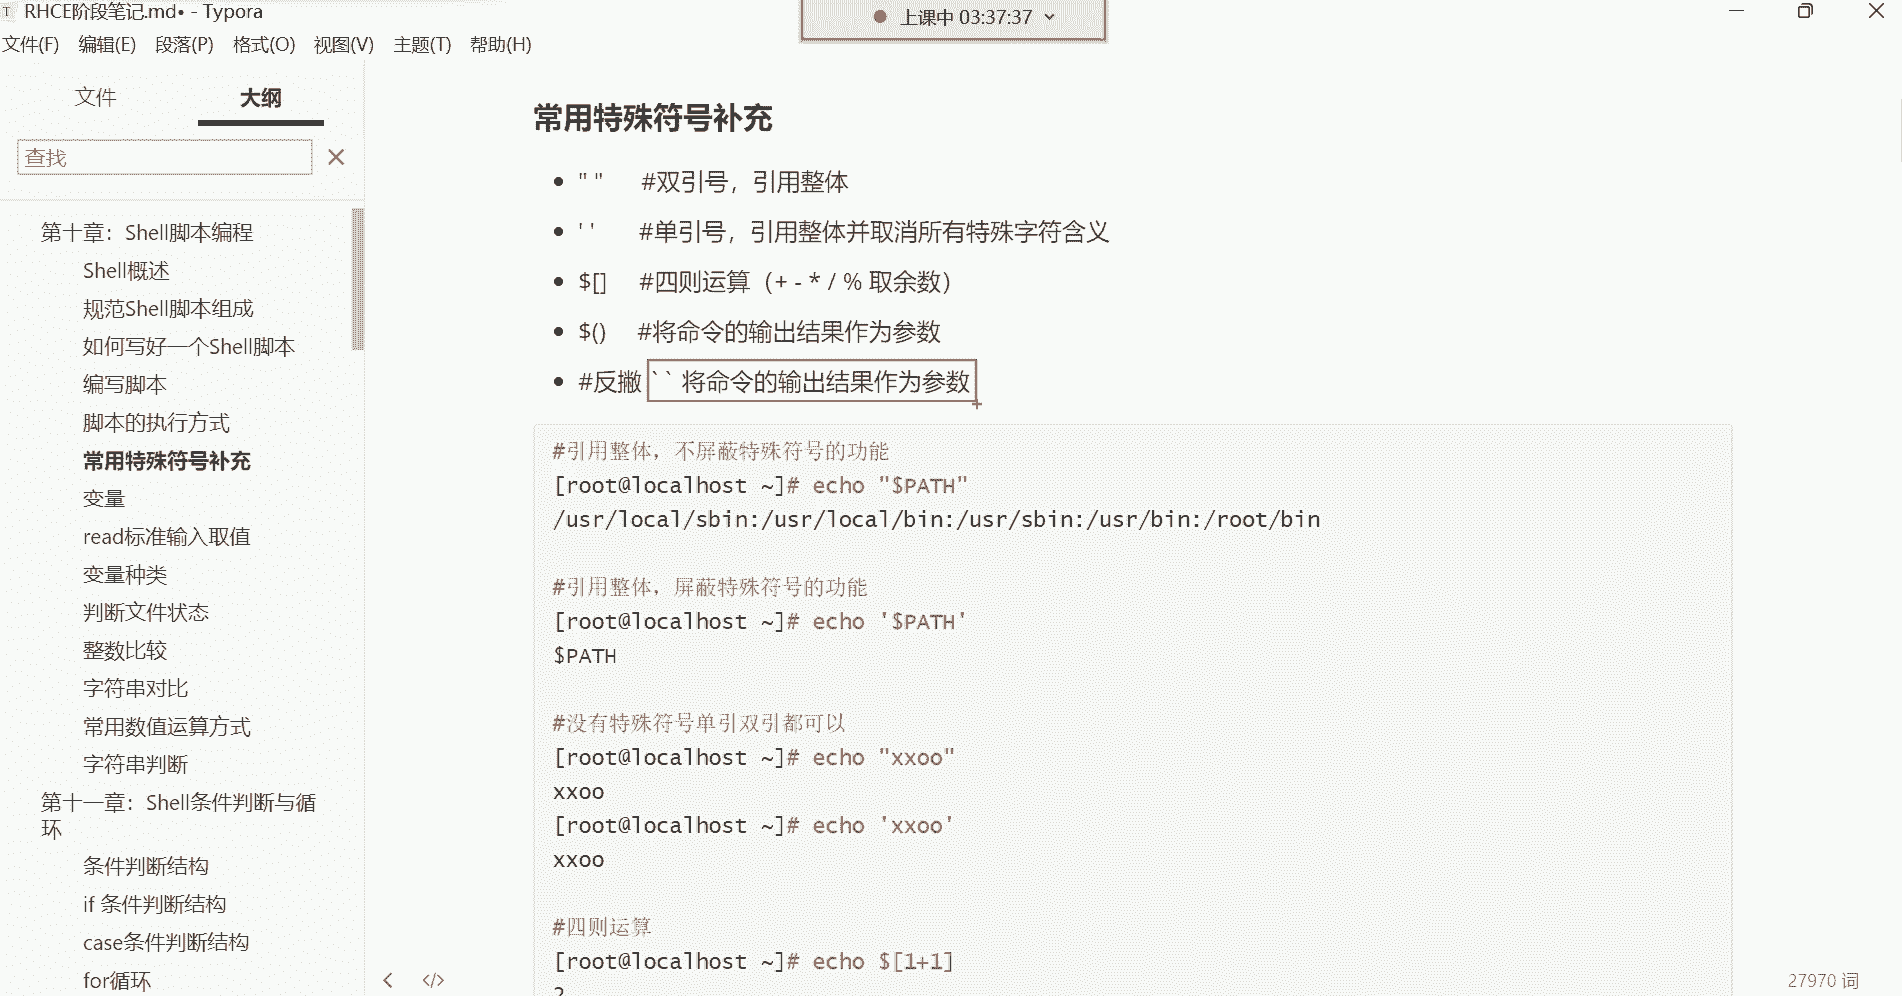 RHCE阶段笔记.md• - Typora
上课中 03:37:37
文件(F) 编辑(E) 段落(P) 格式(O) 视图(V) 主题(T) 帮助(H)
文件 大纲
查找
第十章：Shell脚本编程
Shell概述
规范Shell脚本组成
如何写好一个Shell脚本
编写脚本
脚本的执行方式
常用特殊符号补充
变量
read标准输入取值
变量种类
判断文件状态
整数比较
字符串对比
常用数值运算方式
字符串判断
第十一章：Shell条件判断与循
环
条件判断结构
if 条件判断结构
case条件判断结构
for循环
常用特殊符号补充
• " " #双引号，引用整体
• ' ' #单引号，引用整体并取消所有特殊字符含义
• $[] #四则运算（+ - * / % 取余数）
• $() #将命令的输出结果作为参数
• #反撇 ` ` 将命令的输出结果作为参数
#引用整体，不屏蔽特殊符号的功能
[root@localhost ~]# echo "$PATH"
/usr/local/sbin:/usr/local/bin:/usr/sbin:/usr/bin:/root/bin
#引用整体，屏蔽特殊符号的功能
[root@localhost ~]# echo '$PATH'
$PATH
#没有特殊符号单引双引都可以
[root@localhost ~]# echo "xxoo"
xxoo
[root@localhost ~]# echo 'xxoo'
xxoo
#四则运算
[root@localhost ~]# echo $[1+1]
2
27970 词